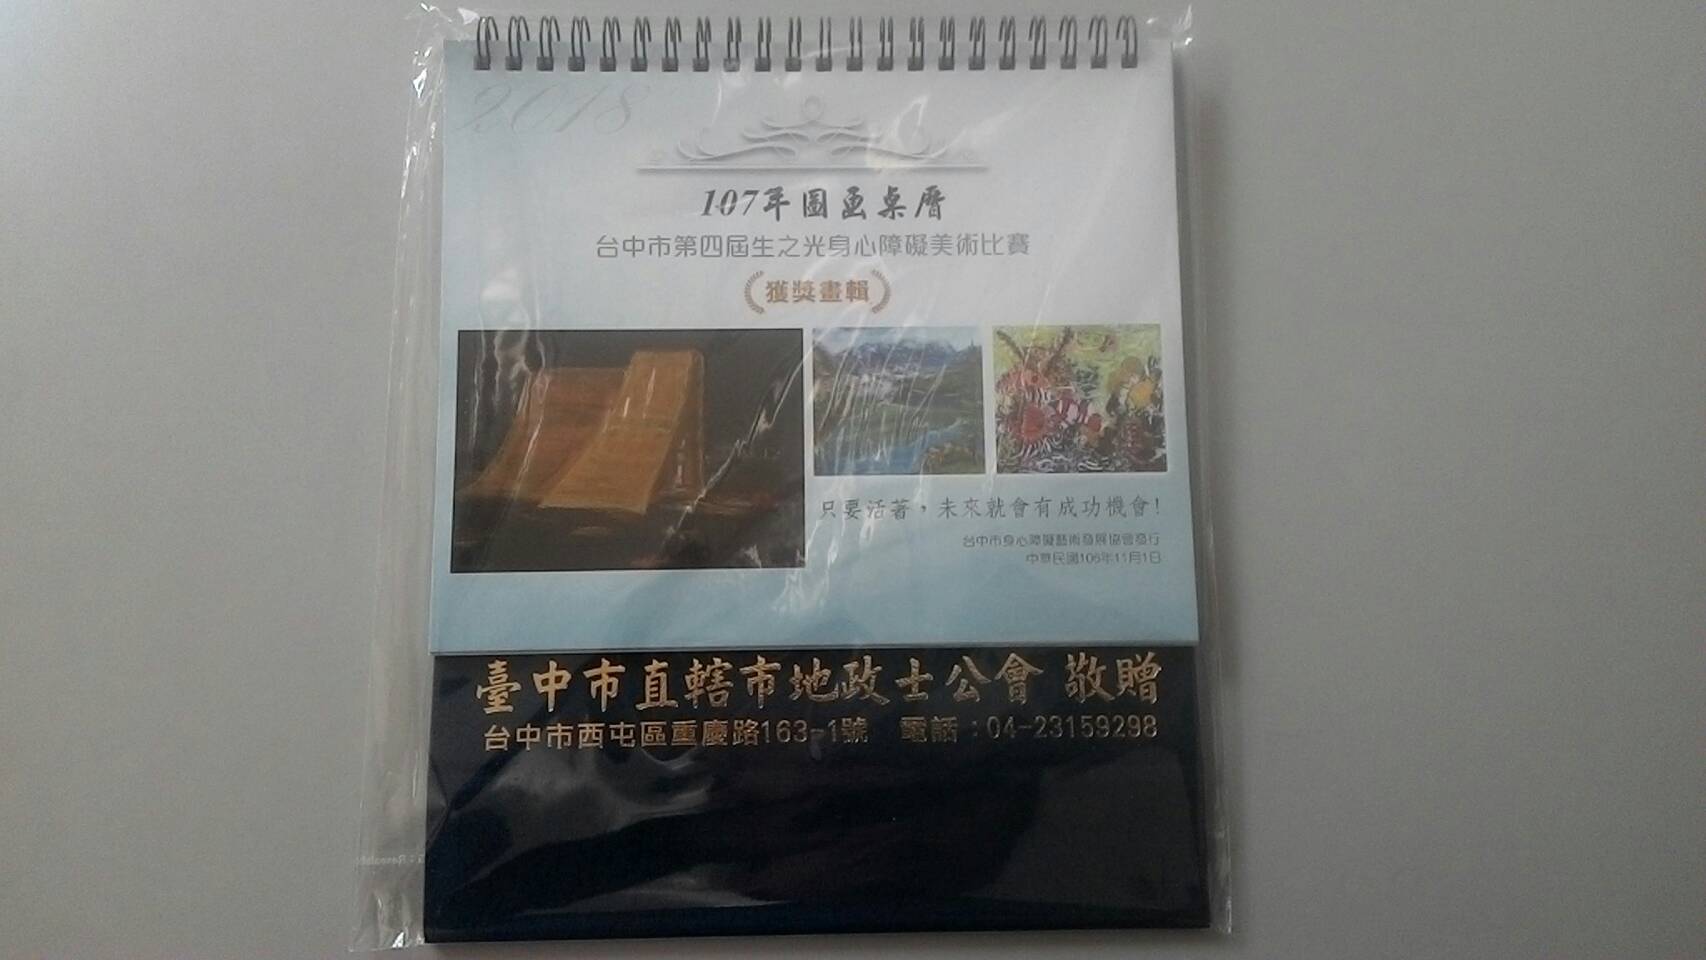 2018
107年圖畫桌曆
台中市第四屆生之光身心障礙美術比賽
獲獎畫輯
只要活著，未來就會有成功機會!
台中市身心障礙藝術發展協會發行
中華民國106年11月1日
臺中市直轄市地政士公會 敬贈
台中市西屯區重慶路163-1號 電話：04-23159298